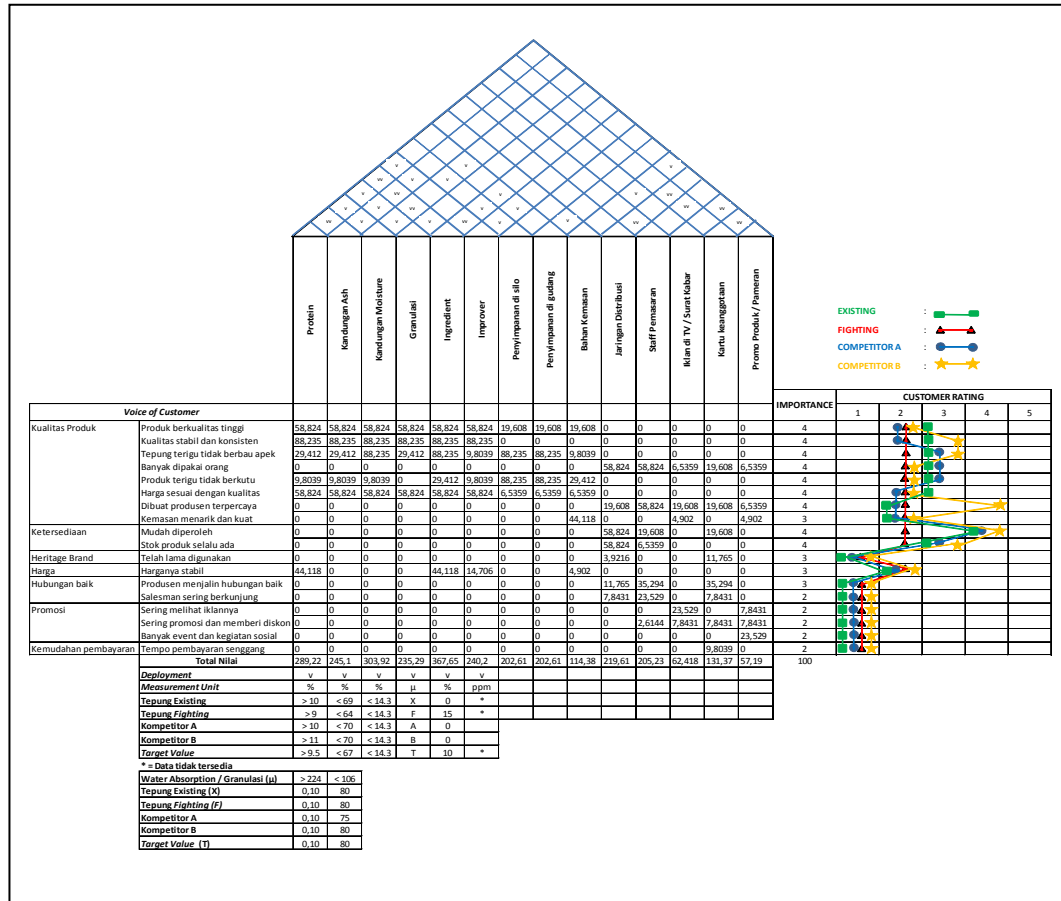 Protein
Kandungan Ash
Kandungan Moisture
Granulasi
Ingredient
Improver
Penyimpanan di silo
Penyimpanan di gudang
Bahan Kemasan
Jaringan Distribusi
Staff Pemasaran
Iklan di TV / Surat Kabar
Kartu keanggotaan
Promo Produk / Pameran
EXISTING :
FIGHTING :
COMPETITOR A :
COMPETITOR B :
IMPORTANCE CUSTOMER RATING
1 2 3 4 5
Voice of Customer
Kualitas Produk Produk berkualitas tinggi 58,824 58,824 58,824 58,824 58,824 58,824 19,608 19,608 19,608 0 0 0 0 0 4
Kualitas stabil dan konsisten 88,235 88,235 88,235 88,235 88,235 88,235 0 0 0 0 0 0 0 0 4
Tepung terigu tidak berbau apek 29,412 29,412 88,235 29,412 88,235 9,8039 88,235 88,235 9,8039 0 0 0 0 0 4
Banyak dipakai orang 0 0 0 0 0 0 0 0 0 58,824 58,824 6,5359 19,608 6,5359 4
Produk terigu tidak berkutu 9,8039 9,8039 9,8039 0 29,412 9,8039 88,235 88,235 29,412 0 0 0 0 0 4
Harga sesuai dengan kualitas 58,824 58,824 58,824 58,824 58,824 58,824 6,5359 6,5359 6,5359 0 0 0 0 0 4
Dibuat produsen terpercaya 0 0 0 0 0 0 0 0 0 19,608 58,824 19,608 19,608 6,5359 4
Kemasan menarik dan kuat 0 0 0 0 0 0 0 0 44,118 0 0 4,902 0 4,902 3
Ketersediaan Mudah diperoleh 0 0 0 0 0 0 0 0 0 58,824 19,608 0 19,608 0 4
Stok produk selalu ada 0 0 0 0 0 0 0 0 0 58,824 6,5359 0 0 0 4
Heritage Brand Telah lama digunakan 0 0 0 0 0 0 0 0 0 3,9216 0 0 11,765 0 3
Harga Harganya stabil 44,118 0 0 0 44,118 14,706 0 0 4,902 0 0 0 0 0 3
Hubungan baik Produsen menjalin hubungan baik 0 0 0 0 0 0 0 0 0 11,765 35,294 0 35,294 0 3
Salesman sering berkunjung 0 0 0 0 0 0 0 0 0 7,8431 23,529 0 7,8431 0 2
Promosi Sering melihat iklannya 0 0 0 0 0 0 0 0 0 0 0 23,529 0 7,8431 2
Sering promosi dan memberi diskon 0 0 0 0 0 0 0 0 0 0 2,6144 7,8431 7,8431 7,8431 2
Banyak event dan kegiatan sosial 0 0 0 0 0 0 0 0 0 0 0 0 0 23,529 2
Kemudahan pembayaran Tempo pembayaran senggang 0 0 0 0 0 0 0 0 0 0 0 0 9,8039 0 2
Total Nilai 289,22 245,1 303,92 235,29 367,65 240,2 202,61 202,61 114,38 219,61 205,23 62,418 131,37 57,19 100
Deployment v v v v v v
Measurement Unit % % % µ % ppm
Tepung Existing > 10 < 69 < 14.3 X 0 *
Tepung Fighting > 9 < 64 < 14.3 F 15 *
Kompetitor A > 10 < 70 < 14.3 A 0
Kompetitor B > 11 < 70 < 14.3 B 0
Target Value > 9.5 < 67 < 14.3 T 10 *
* = Data tidak tersedia
Water Absorption / Granulasi (µ) > 224 < 106
Tepung Existing (X) 0,10 80
Tepung Fighting (F) 0,10 80
Kompetitor A 0,10 75
Kompetitor B 0,10 80
Target Value (T) 0,10 80